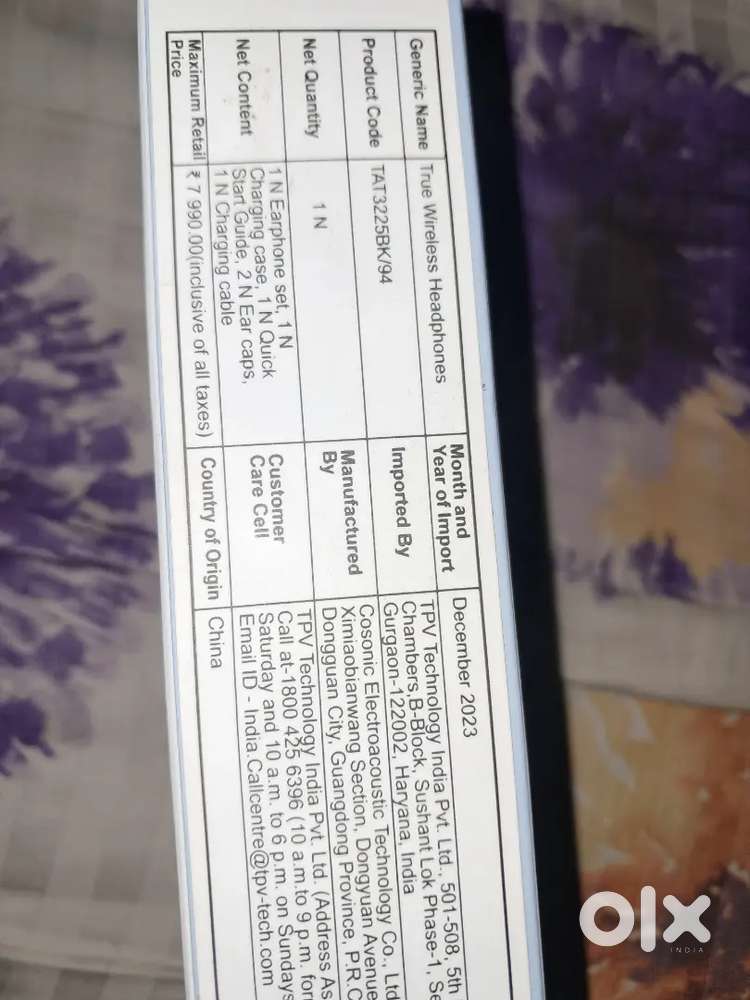 Generic Name
True Wireless Headphones
Month and
Year of Import
December 2023
Product Code
TAT3225BK/94
Imported By
TPV Technology India Pvt. Ltd., 501-508, 5th
Chambers,B-Block, Sushant Lok Phase-1, Se
Gurgaon-122002, Haryana, India
Net Quantity
1 N
Manufactured
By
Cosonic Electroacoustic Technology Co., Ltd
Ximiaobianwang Section, Dongyuan Avenue
Dongguan City, Guangdong Province, P.R.C
Net Content
1 N Earphone set, 1 N
Charging case, 1 N Quick
Start Guide, 2 N Ear caps,
1 N Charging cable
Customer
Care Cell
TPV Technology India Pvt. Ltd. (Address As
Call at-1800 425 6396 (10 a.m.to 9 p.m. for
Saturday and 10 a.m. to 6 p.m. on Sundays
Email ID - India.Callcentre@tpv-tech.com
Maximum Retail
Price
₹ 7 990.00(inclusive of all taxes)
Country of Origin
China
olx
INDIA